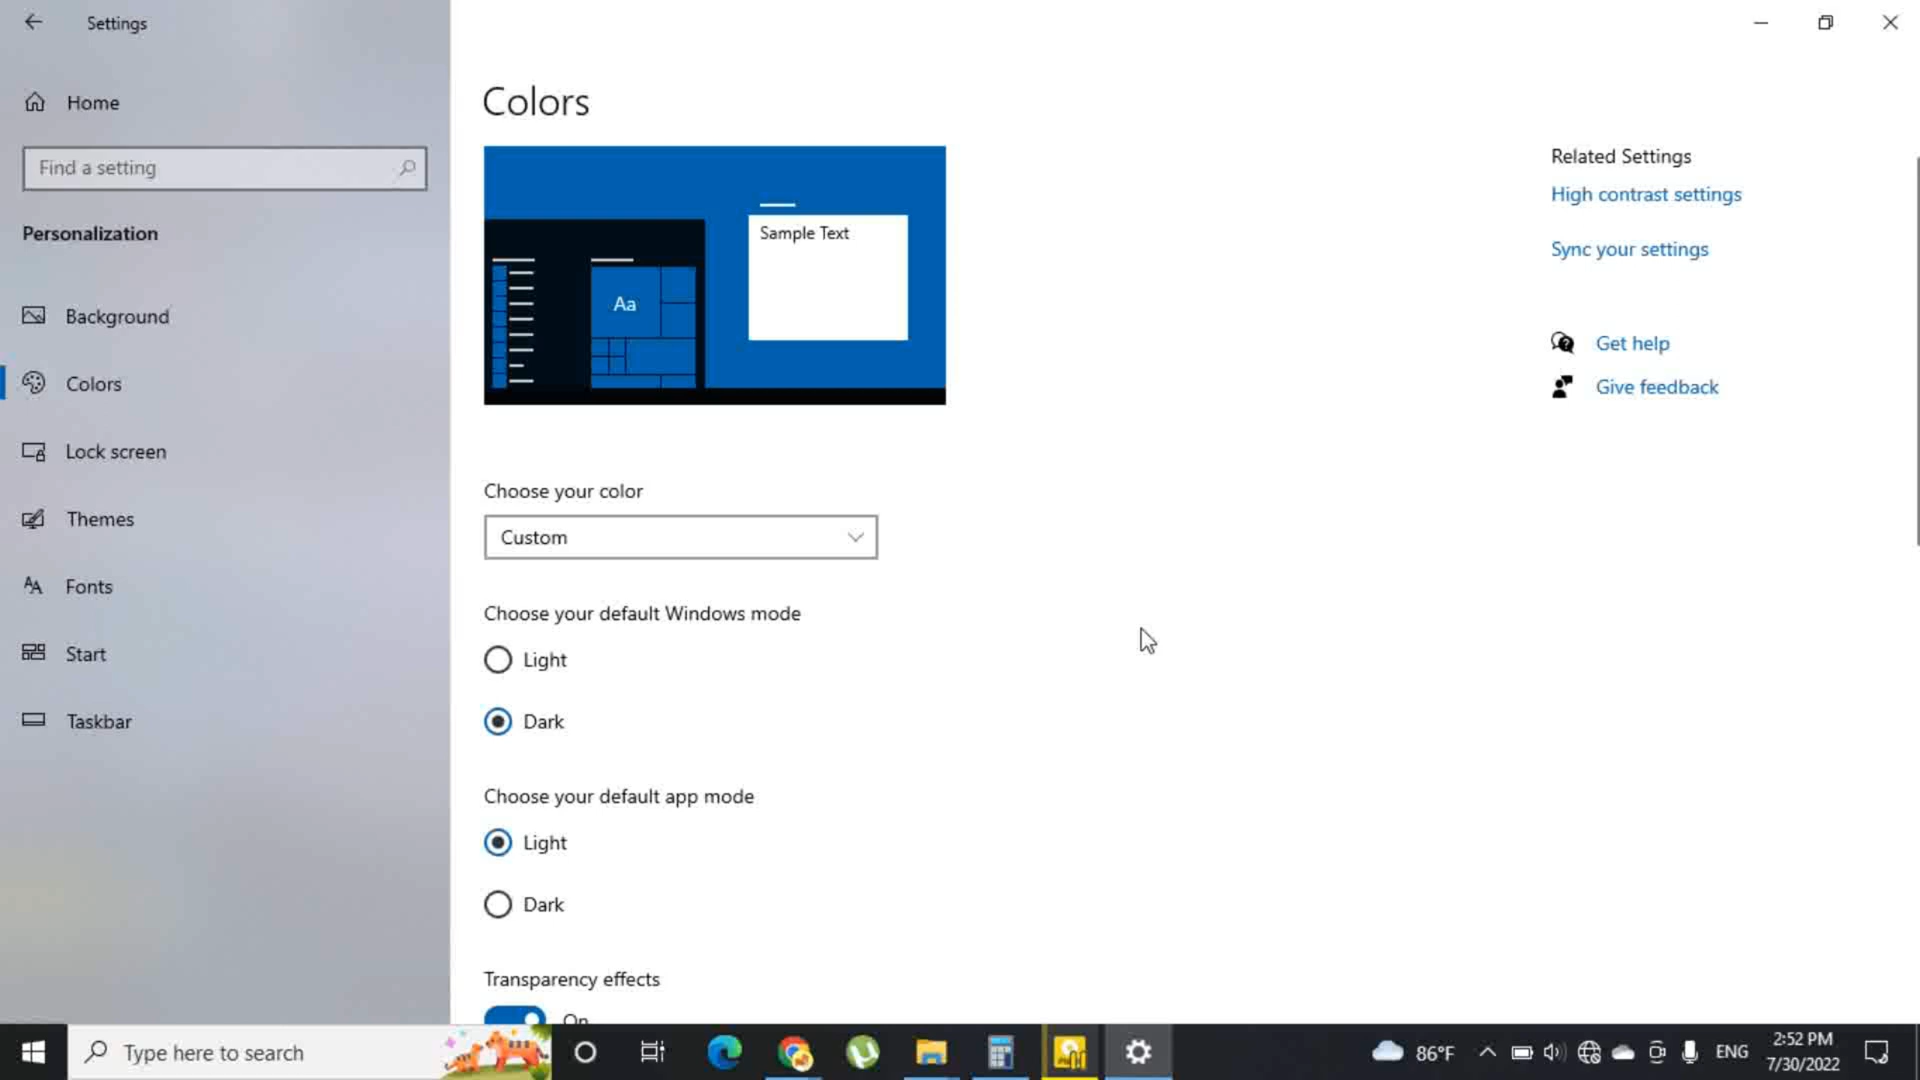 Settings
Home
Find a setting
Personalization
Background
Colors
Lock screen
Themes
Fonts
Start
Taskbar
Colors
Sample Text
Aa
Choose your color
Custom
Choose your default Windows mode
Light
Dark
Choose your default app mode
Light
Dark
Transparency effects
On
Related Settings
High contrast settings
Sync your settings
Get help
Give feedback
Type here to search
86°F
ENG
2:52 PM
7/30/2022